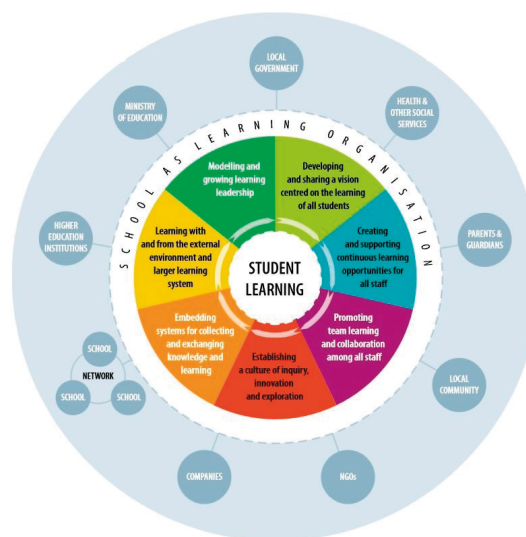 LOCAL
GOVERNMENT
MINISTRY
OF EDUCATION
HEALTH &
OTHER SOCIAL
SERVICES
SCHOOL AS LEARNING ORGANISATION
Modelling and
growing learning
leadership
Developing
and sharing a vision
centred on the learning
of all students
Learning with
and from the external
environment and
larger learning
system
Creating
and supporting
continuous learning
opportunities for
all staff
HIGHER
EDUCATION
INSTITUTIONS
PARENTS &
GUARDIANS
STUDENT
LEARNING
Embedding
systems for collecting
and exchanging
knowledge and
learning
Promoting
team learning
and collaboration
among all staff
Establishing
a culture of inquiry,
innovation
and exploration
SCHOOL
NETWORK
SCHOOL
SCHOOL
LOCAL
COMMUNITY
COMPANIES
NGOs